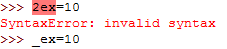 >>> 2ex=10
SyntaxError: invalid syntax
>>> _ex=10